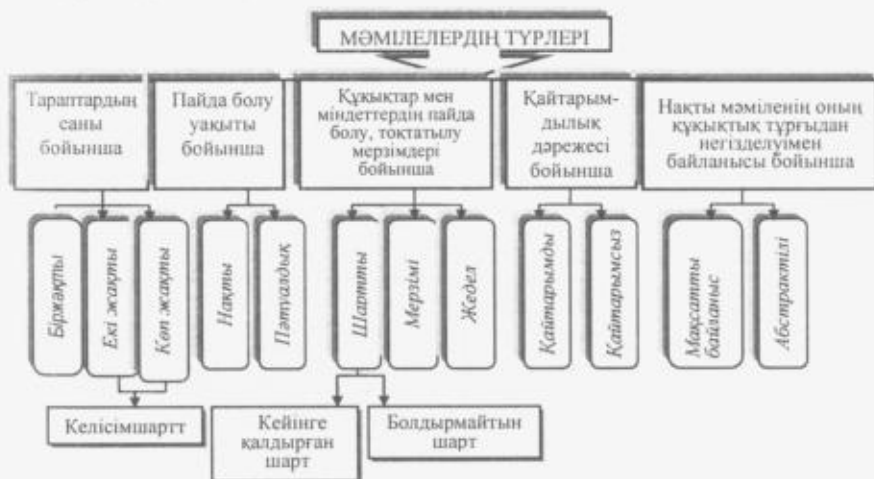 МӘМІЛЕЛЕРДІҢ ТҮРЛЕРІ
Тараптардың
саны
бойынша
Пайда болу
уақыты
бойынша
Құқықтар мен
міндеттердің пайда
болу, тоқтатылу
мерзімдері
бойынша
Қайтарым-
дылық
дәрежесі
бойынша
Нақты мәміленің оның
құқықтық тұрғыдан
негізделуімен
байланысы бойынша
Біржақты
Екі жақты
Көп жақты
Нақты
Пәтуалдық
Шартты
Мерзімі
Жедел
Қайтарымды
Қайтарымсыз
Мақсатты
байланыс
Абстрактілі
Келісімшартт
Кейінге
қалдырған
шарт
Болдырмайтын
шарт